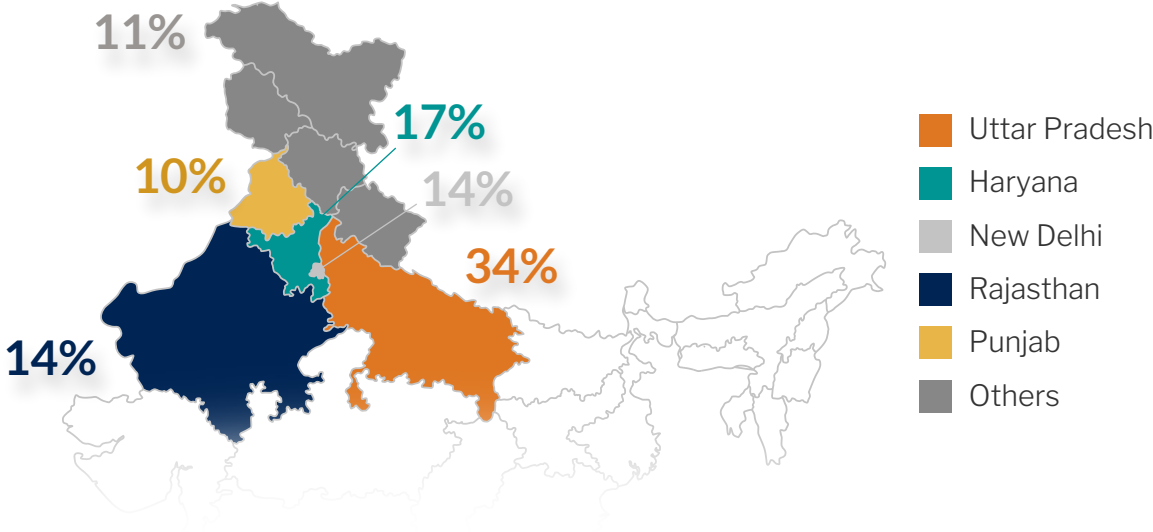 11%
17%
10%
14%
34%
14%
Uttar Pradesh
Haryana
New Delhi
Rajasthan
Punjab
Others